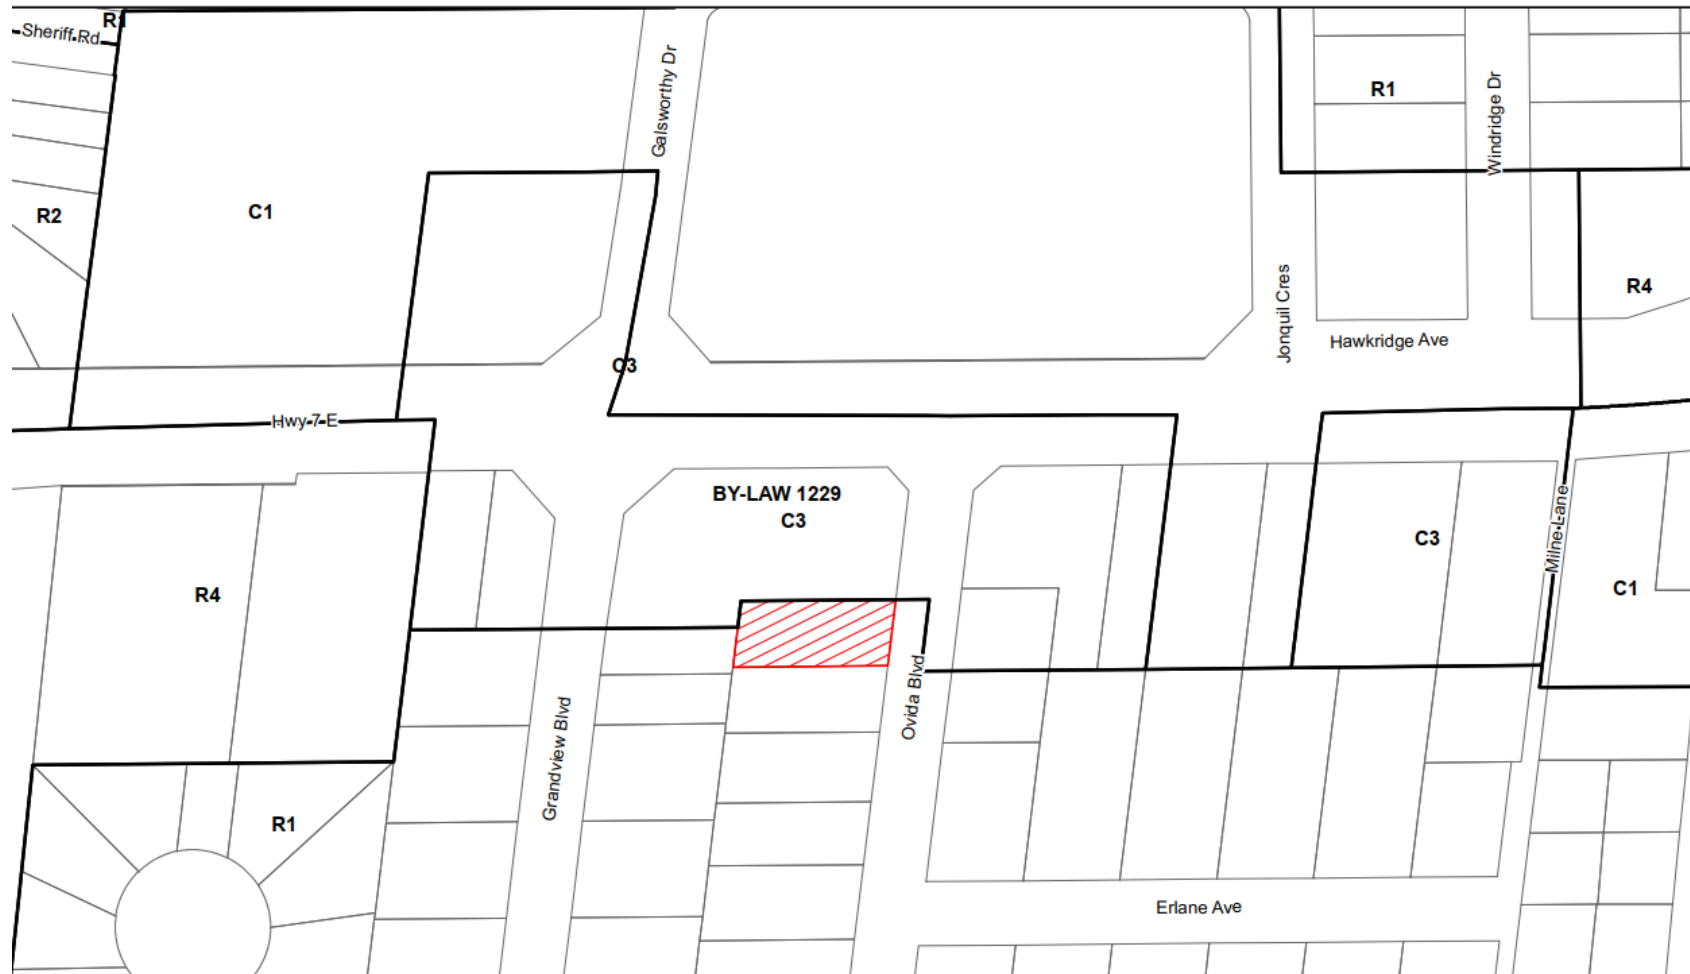 R1
Sheriff Rd
Galsworthy Dr
R1
Windridge Dr
R2
C1
Jonquil Cres
R4
Hawkridge Ave
C3
Hwy 7 E
BY-LAW 1229
C3
C3
Milne Lane
R4
C1
Ovida Blvd
Grandview Blvd
R1
Erlane Ave